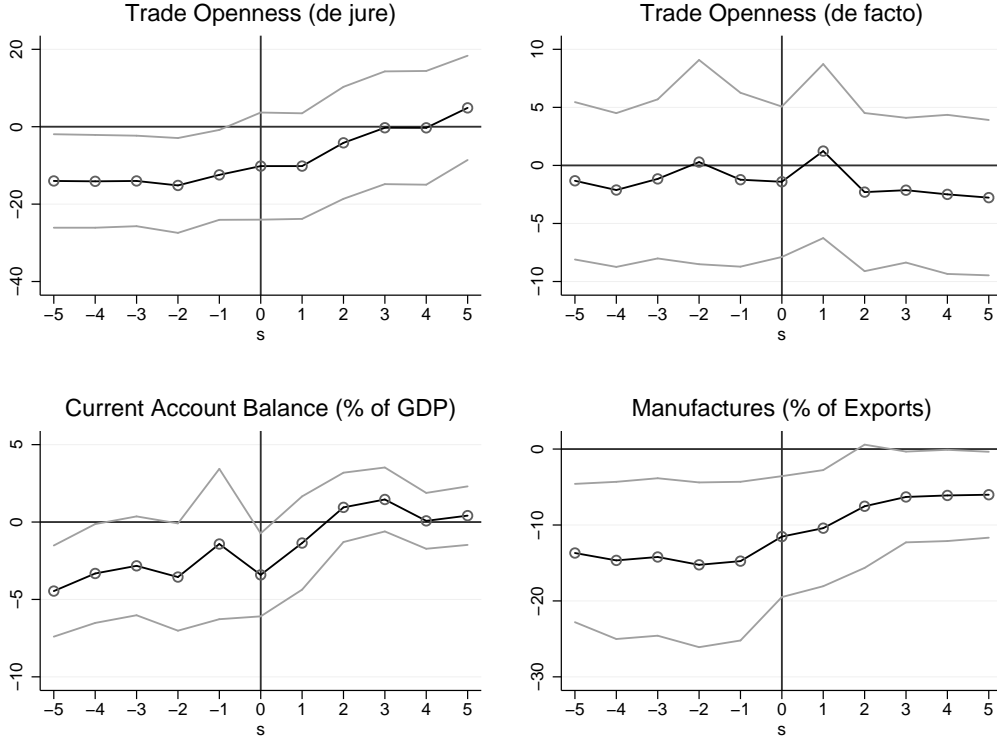 Trade Openness (de jure)
20
0
−20
−40
−5 −4 −3 −2 −1 0 1 2 3 4 5
s
Trade Openness (de facto)
10
5
0
−5
−10
−5 −4 −3 −2 −1 0 1 2 3 4 5
s
Current Account Balance (% of GDP)
5
0
−5
−10
−5 −4 −3 −2 −1 0 1 2 3 4 5
s
Manufactures (% of Exports)
0
−10
−20
−30
−5 −4 −3 −2 −1 0 1 2 3 4 5
s